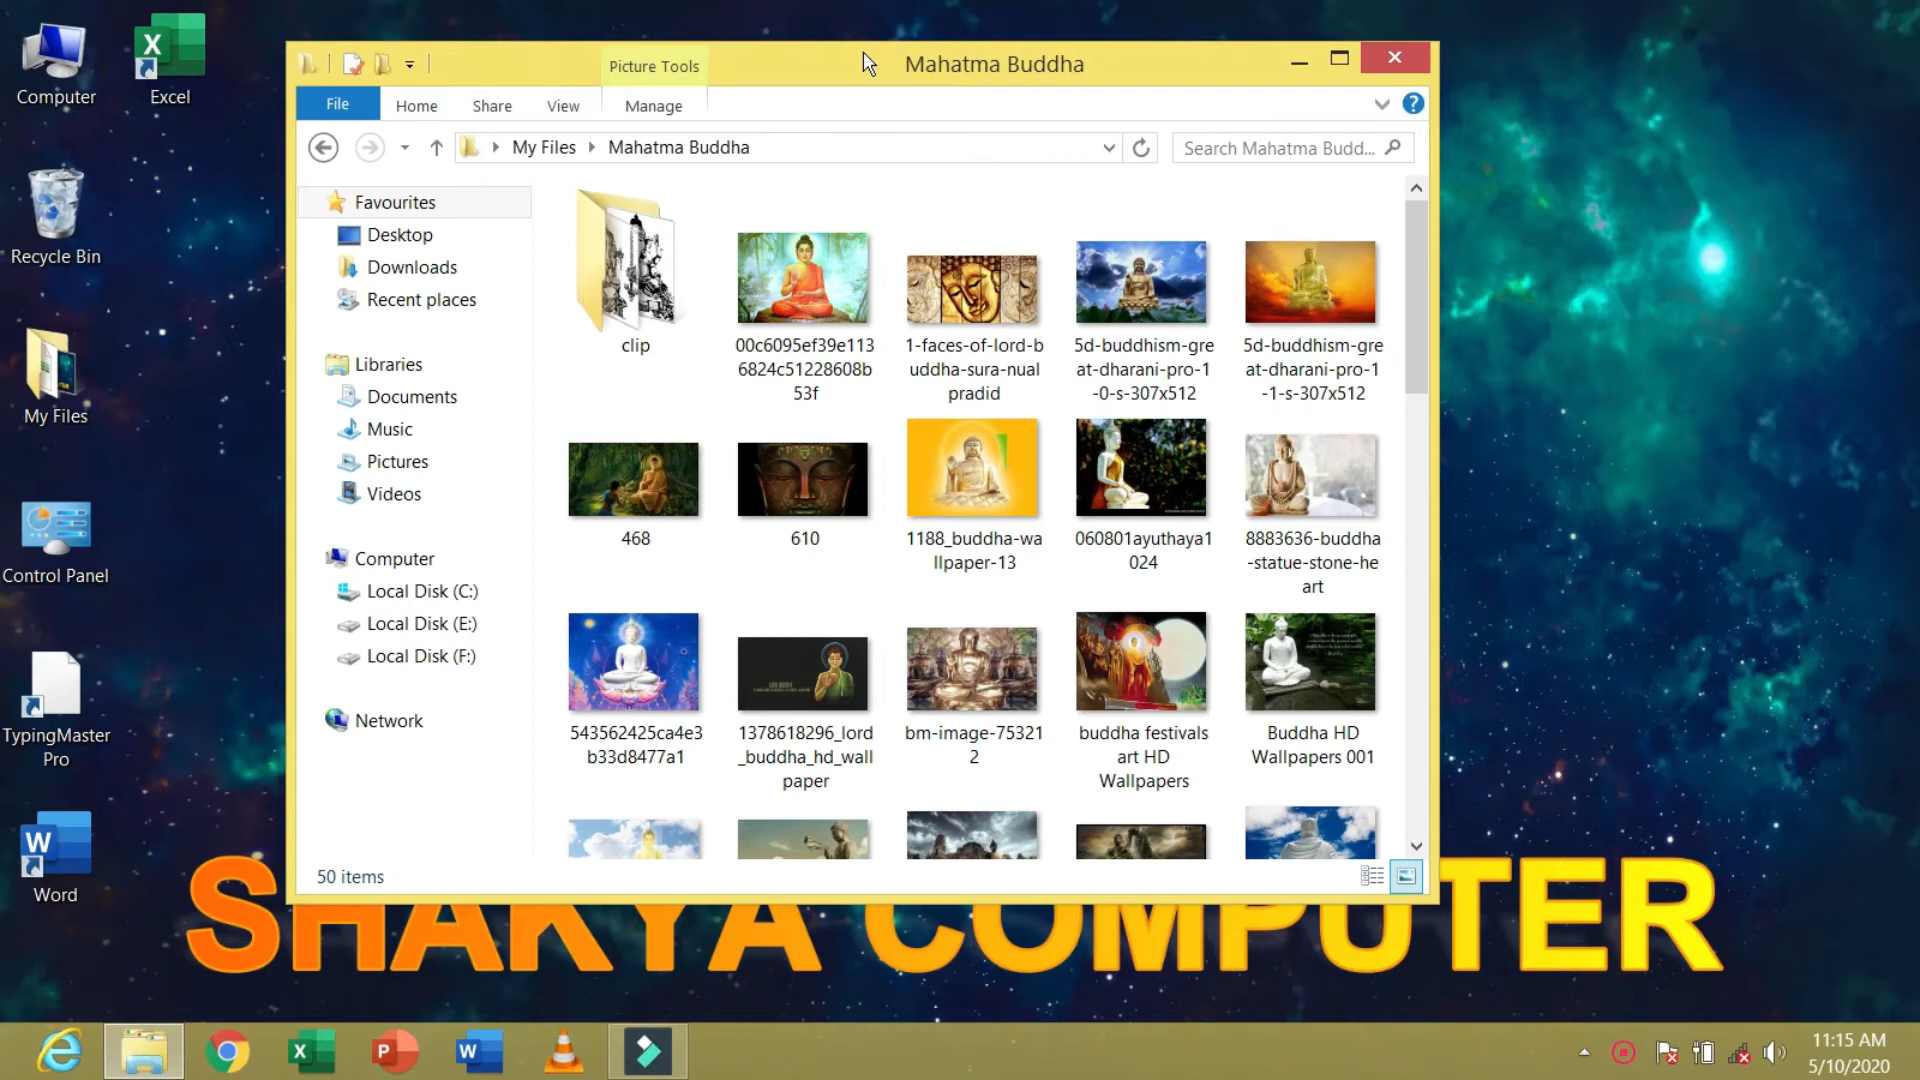 Computer
Excel
Recycle Bin
My Files
Control Panel
TypingMaster
Pro
Word
Picture Tools
Mahatma Buddha
File
Home
Share
View
Manage
My Files
Mahatma Buddha
Search Mahatma Budd...
Favourites
Desktop
Downloads
Recent places
Libraries
Documents
Music
Pictures
Videos
Computer
Local Disk (C:)
Local Disk (E:)
Local Disk (F:)
Network
clip
00c6095ef39e113
6824c51228608b
53f
1-faces-of-lord-b
uddha-sura-nual
pradid
5d-buddhism-gre
at-dharani-pro-1
-0-s-307x512
5d-buddhism-gre
at-dharani-pro-1
-1-s-307x512
468
610
1188_buddha-wa
llpaper-13
060801ayuthaya1
024
8883636-buddha
-statue-stone-he
art
543562425ca4e3
b33d8477a1
1378618296_lord
_buddha_hd_wall
paper
bm-image-75321
2
buddha festivals
art HD
Wallpapers
Buddha HD
Wallpapers 001
50 items
SHAKYA COMPUTER
11:15 AM
5/10/2020